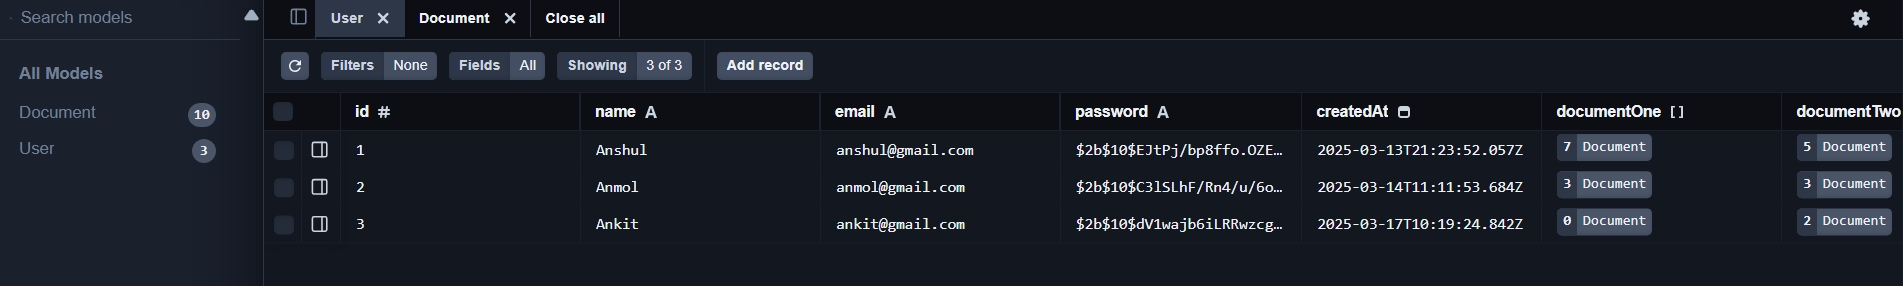 Search models
User Document Close all
Filters None Fields All Showing 3 of 3 Add record
All Models
Document 10
User 3
id # name A email A password A createdAt documentOne [] documentTwo
1 Anshul anshul@gmail.com $2b$10$EJtPj/bp8ffo.OZE… 2025-03-13T21:23:52.057Z 7 Document 5 Document
2 Anmol anmol@gmail.com $2b$10$C3lSLhF/Rn4/u/6o… 2025-03-14T11:11:53.684Z 3 Document 3 Document
3 Ankit ankit@gmail.com $2b$10$dV1wajb6iLRRwzcg… 2025-03-17T10:19:24.842Z 0 Document 2 Document